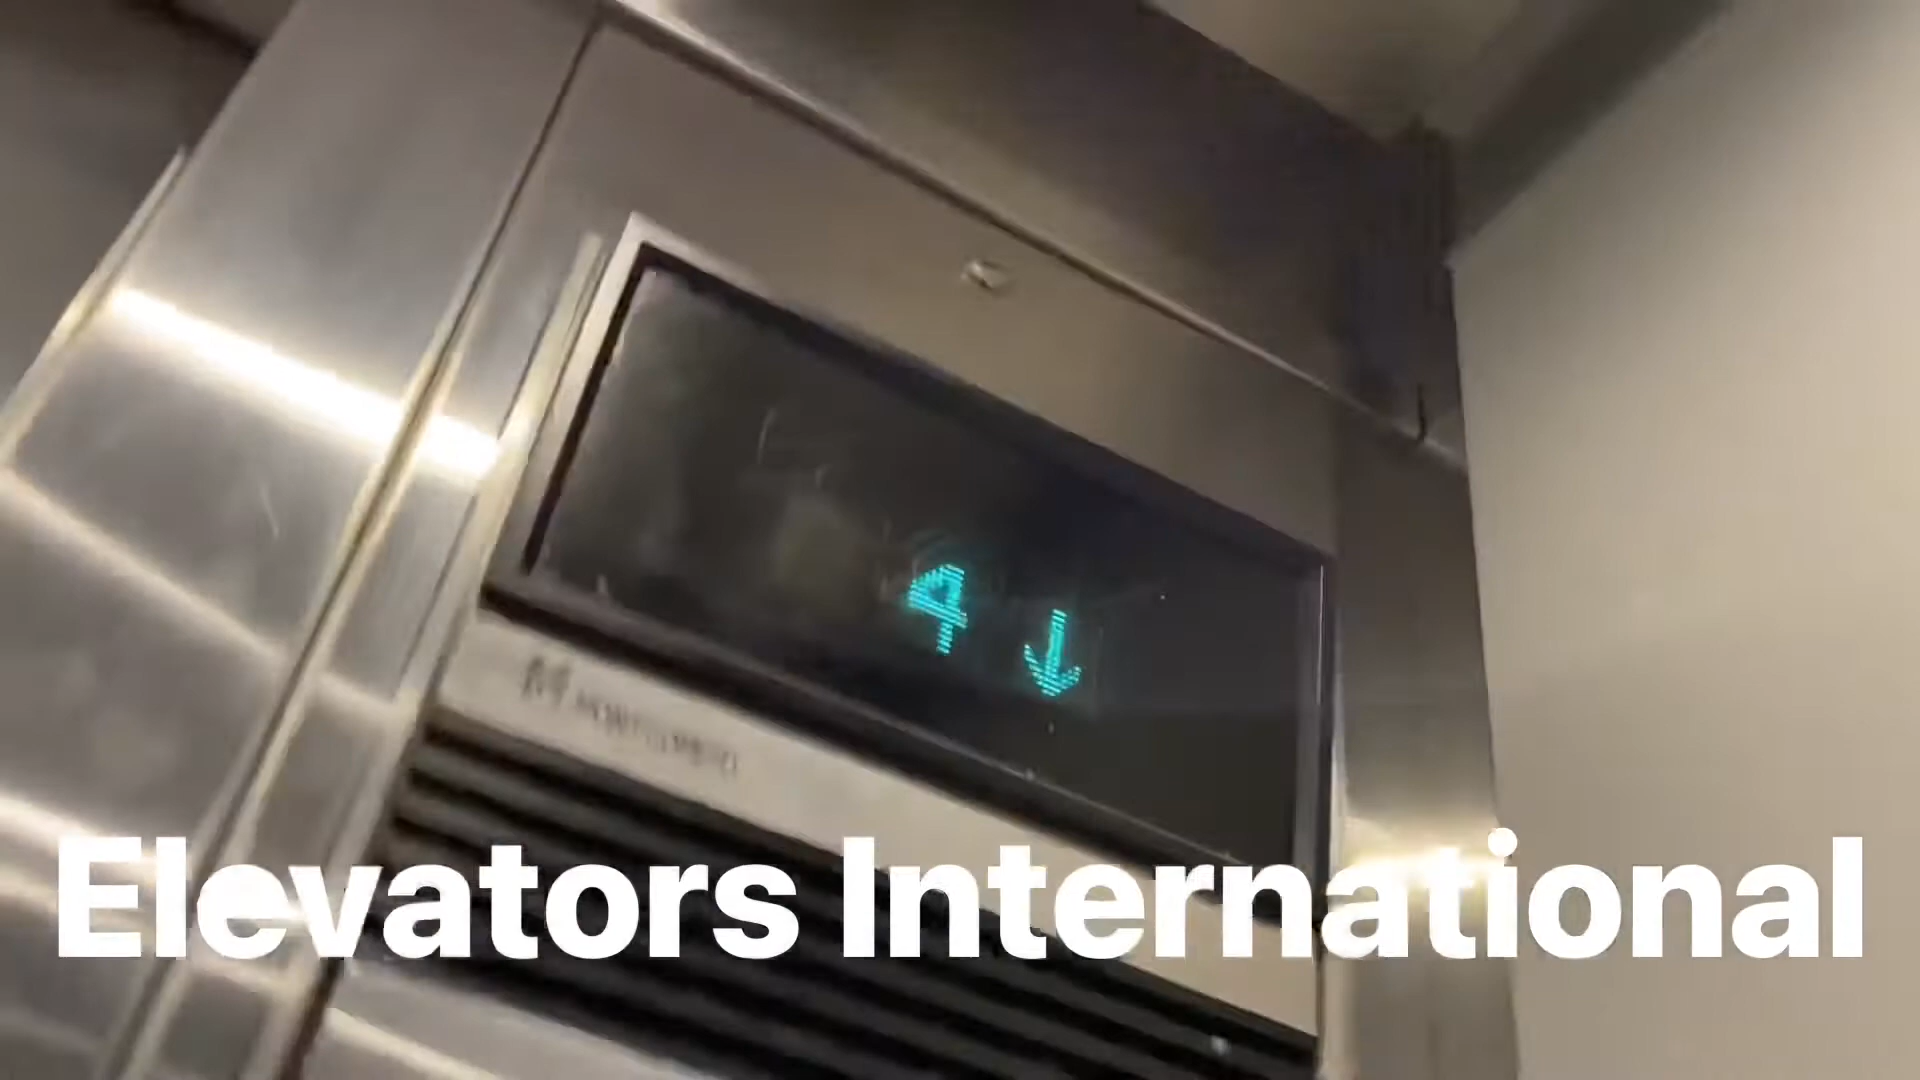 4 ↓
Elevators International